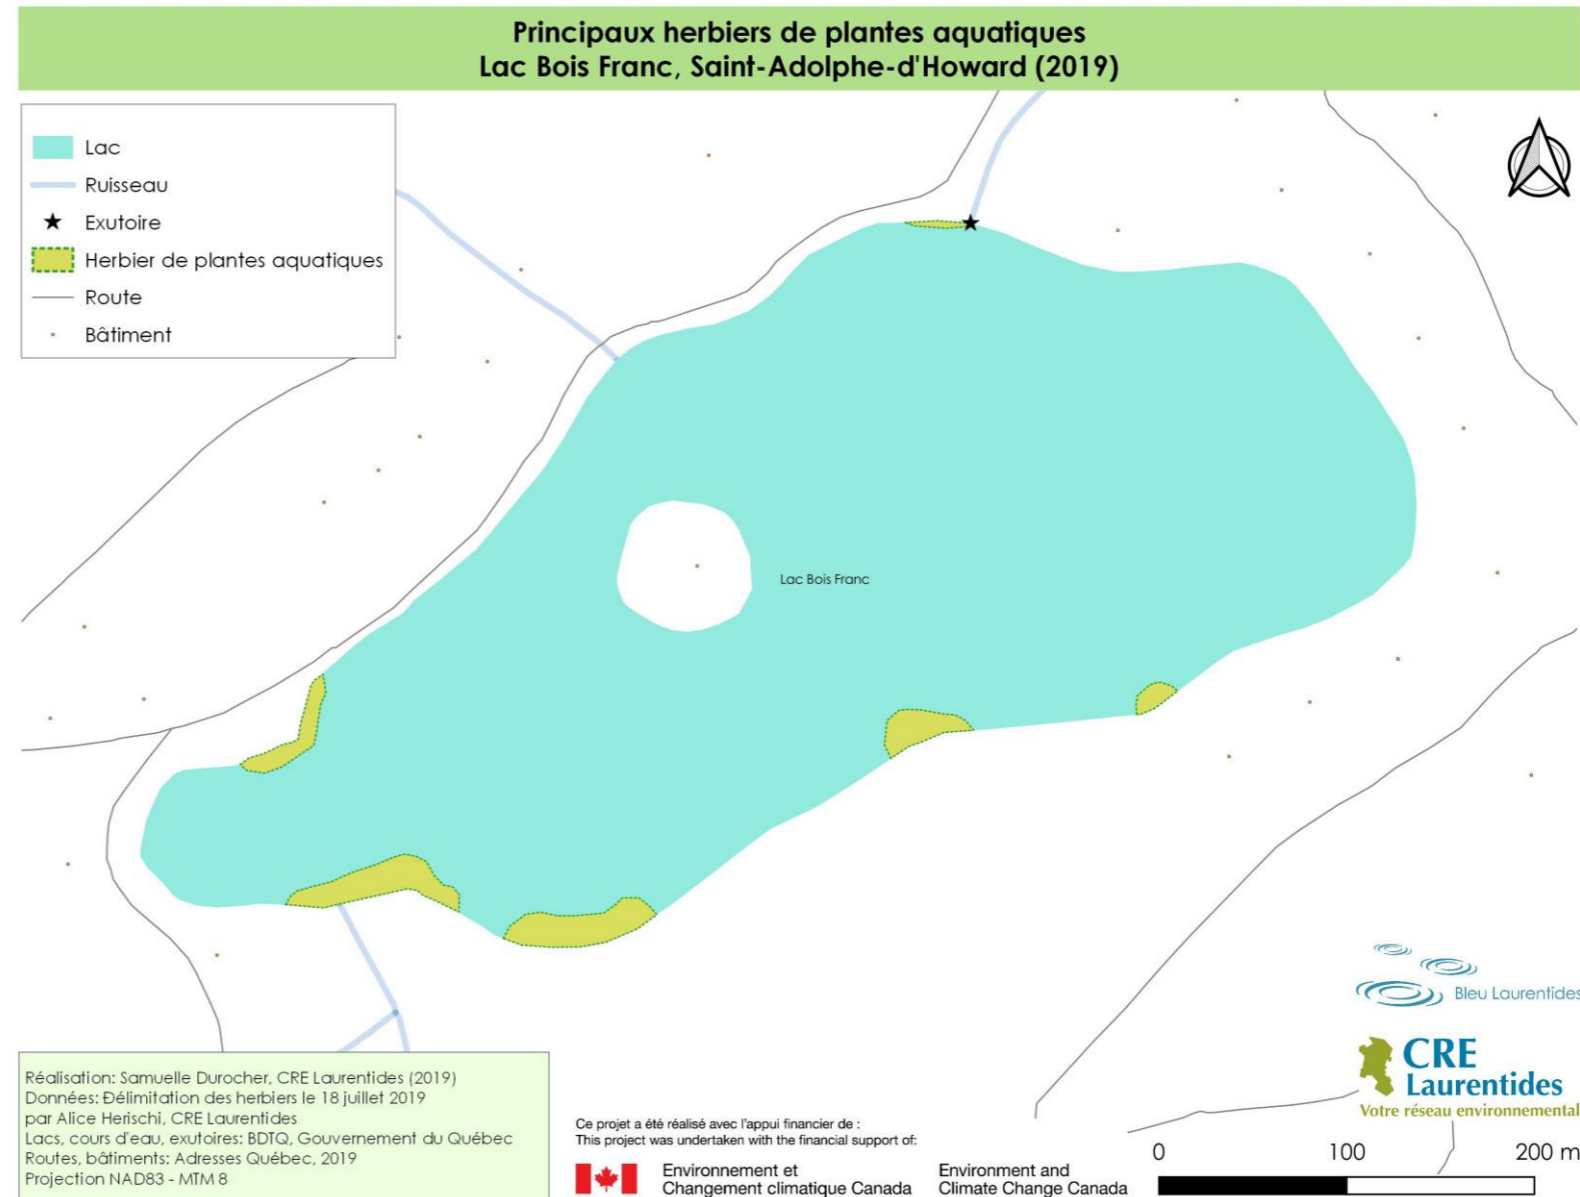 Principaux herbiers de plantes aquatiques
Lac Bois Franc, Saint-Adolphe-d'Howard (2019)
Lac
Ruisseau
Exutoire
Herbier de plantes aquatiques
Route
Bâtiment
Lac Bois Franc
Bleu Laurentides
CRE
Laurentides
Votre réseau environnemental
Réalisation: Samuelle Durocher, CRE Laurentides (2019)
Données: Délimitation des herbiers le 18 juillet 2019
par Alice Herischi, CRE Laurentides
Lacs, cours d'eau, exutoires: BDTQ, Gouvernement du Québec
Routes, bâtiments: Adresses Québec, 2019
Projection NAD83 - MTM 8
Ce projet a été réalisé avec l'appui financier de :
This project was undertaken with the financial support of:
Environnement et
Changement climatique Canada
Environment and
Climate Change Canada
0 100 200 m